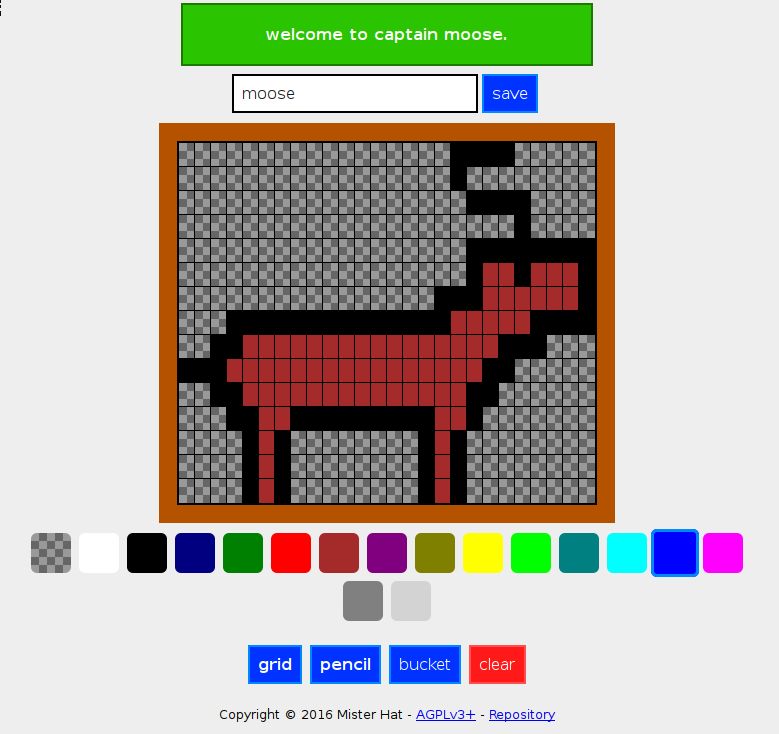 welcome to captain moose.
moose save
grid pencil bucket clear
Copyright © 2016 Mister Hat - AGPLv3+ - Repository